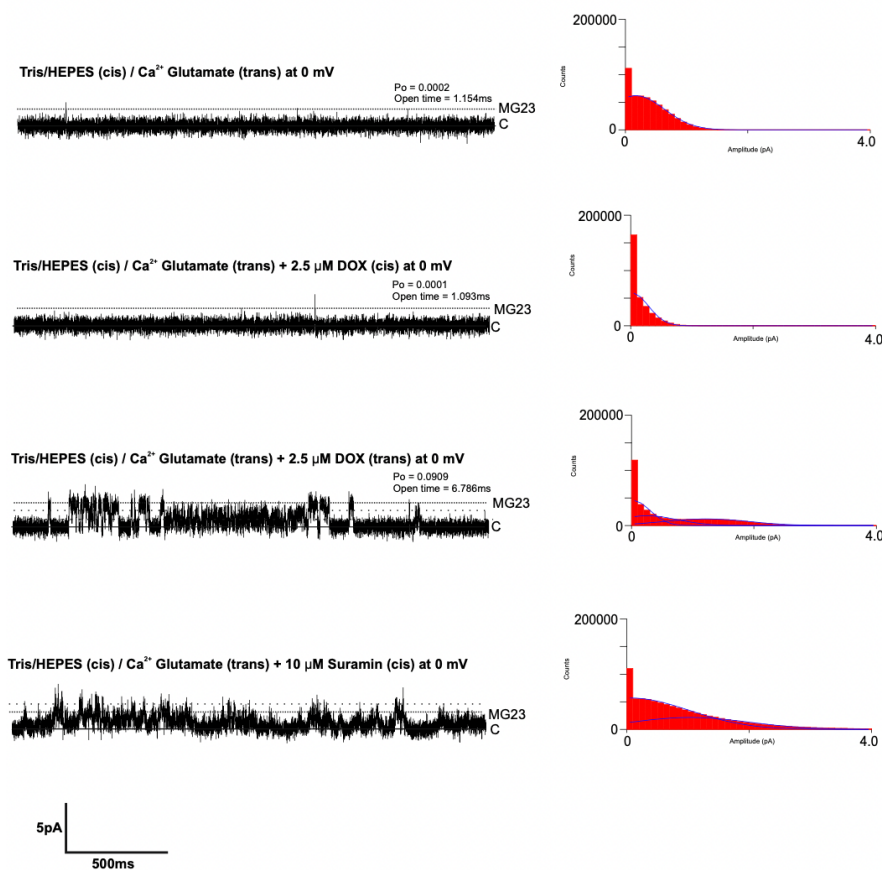 Tris/HEPES (cis) / Ca²⁺ Glutamate (trans) at 0 mV
Po = 0.0002
Open time = 1.154ms
MG23
C
200000
Counts
0
0
4.0
Amplitude (pA)
Tris/HEPES (cis) / Ca²⁺ Glutamate (trans) + 2.5 µM DOX (cis) at 0 mV
Po = 0.0001
Open time = 1.093ms
MG23
C
200000
Counts
0
0
4.0
Amplitude (pA)
Tris/HEPES (cis) / Ca²⁺ Glutamate (trans) + 2.5 µM DOX (trans) at 0 mV
Po = 0.0909
Open time = 6.786ms
MG23
C
200000
Counts
0
0
4.0
Amplitude (pA)
Tris/HEPES (cis) / Ca²⁺ Glutamate (trans) + 10 µM Suramin (cis) at 0 mV
MG23
C
200000
Counts
0
0
4.0
Amplitude (pA)
5pA
500ms